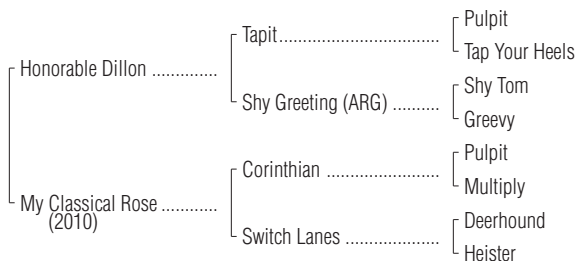 Pulpit
Tapit
Tap Your Heels
Honorable Dillon
Shy Tom
Shy Greeting (ARG)
Greevy
Pulpit
Corinthian
Multiply
My Classical Rose
(2010)
Deerhound
Switch Lanes
Heister